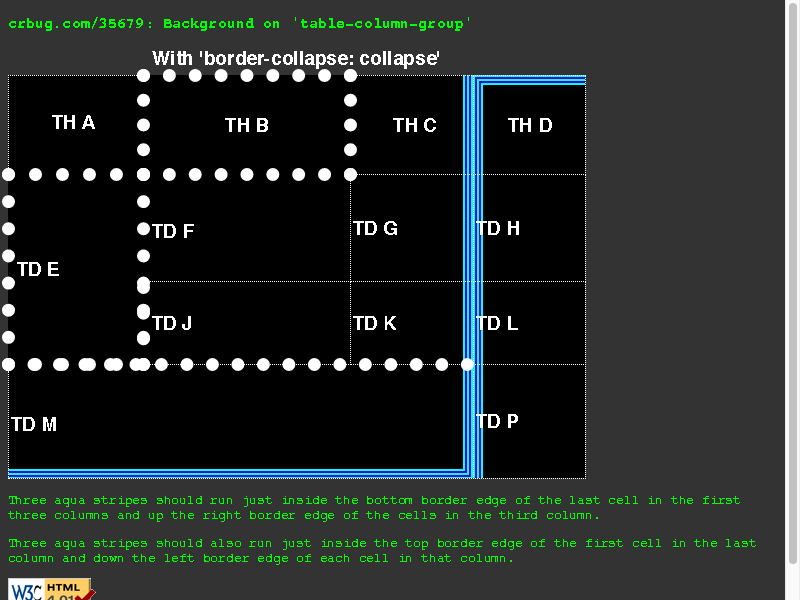 crbug.com/35679: Background on 'table-column-group'
With 'border-collapse: collapse'
TH A TH B TH C TH D
TD F TD G TD H
TD E
TD J TD K TD L
TD M TD P
Three aqua stripes should run just inside the bottom border edge of the last cell in the first
three columns and up the right border edge of the cells in the third column.
Three aqua stripes should also run just inside the top border edge of the first cell in the last
column and down the left border edge of each cell in that column.
W3C HTML
4.01